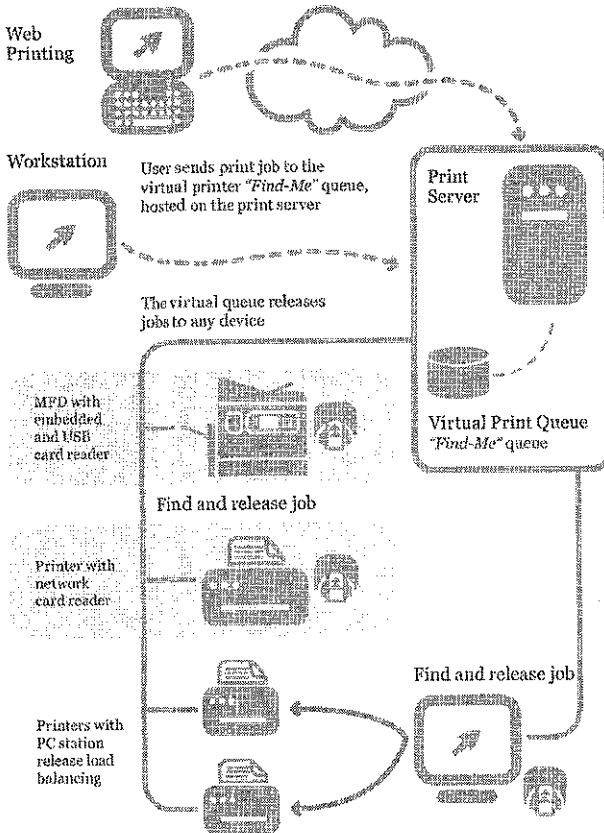 Web
Printing
Workstation
User sends print job to the
virtual printer "Find-Me" queue,
hosted on the print server
Print
Server
The virtual queue releases
jobs to any device
MFD with
embedded
and USB
card reader
Virtual Print Queue
"Find-Me" queue
Find and release job
Printer with
network
card reader
Find and release job
Printers with
PC station
release load
balancing